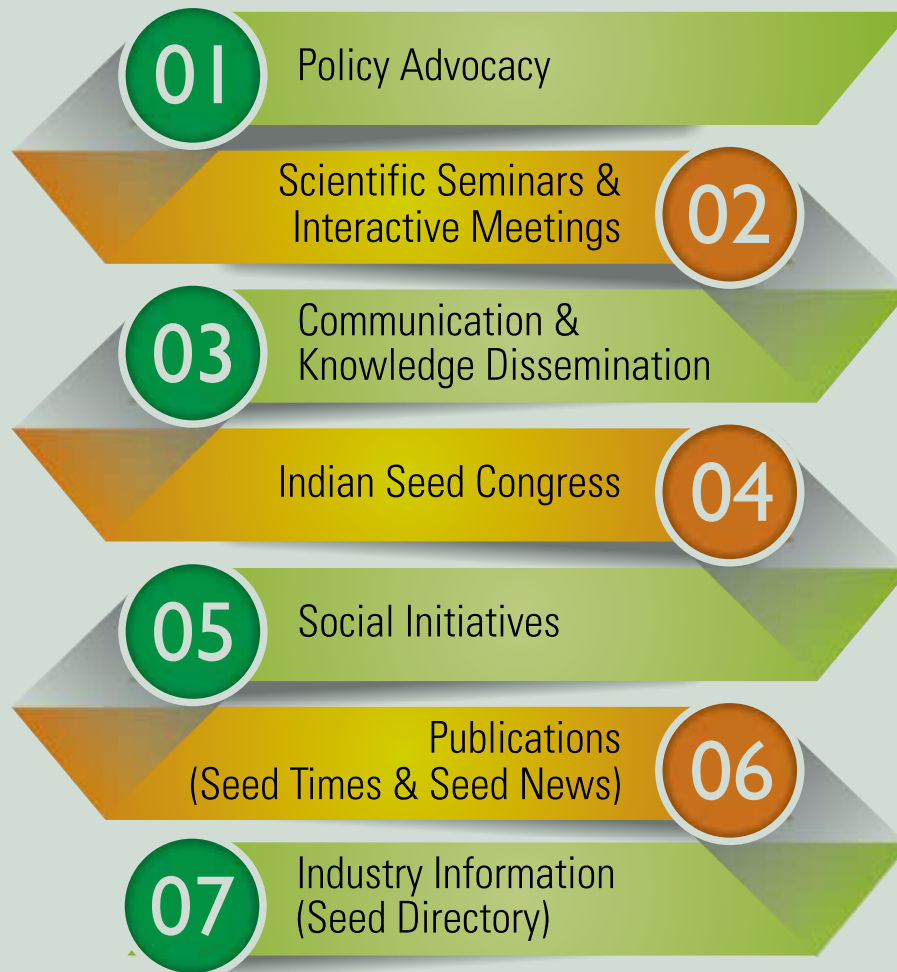 01
Policy Advocacy
Scientific Seminars &
Interactive Meetings
02
03
Communication &
Knowledge Dissemination
Indian Seed Congress
04
05
Social Initiatives
Publications
(Seed Times & Seed News)
06
07
Industry Information
(Seed Directory)